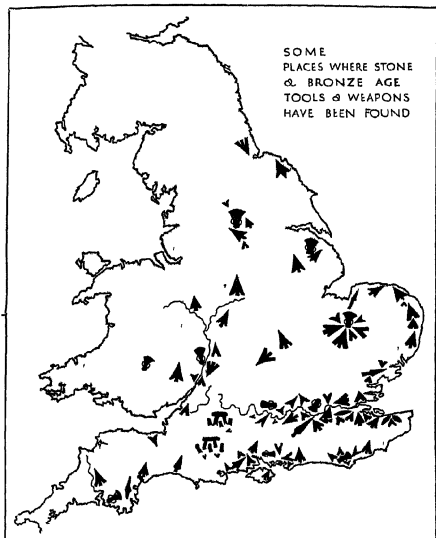 SOME
PLACES WHERE STONE
& BRONZE AGE
TOOLS & WEAPONS
HAVE BEEN FOUND